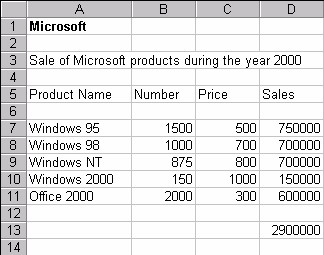 A B C D
1 Microsoft
2
3 Sale of Microsoft products during the year 2000
4
5 Product Name Number Price Sales
6
7 Windows 95 1500 500 750000
8 Windows 98 1000 700 700000
9 Windows NT 875 800 700000
10 Windows 2000 150 1000 150000
11 Office 2000 2000 300 600000
12
13 2900000
14